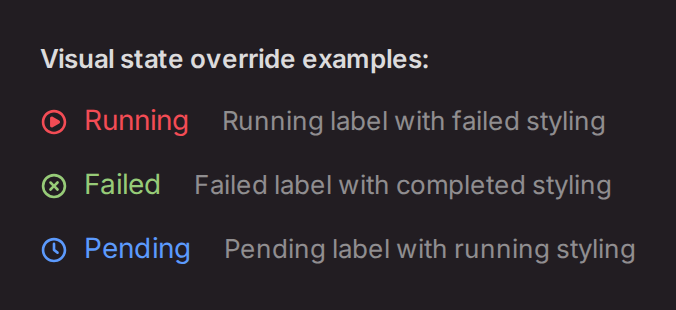 Visual state override examples:
Running Running label with failed styling
Failed Failed label with completed styling
Pending Pending label with running styling